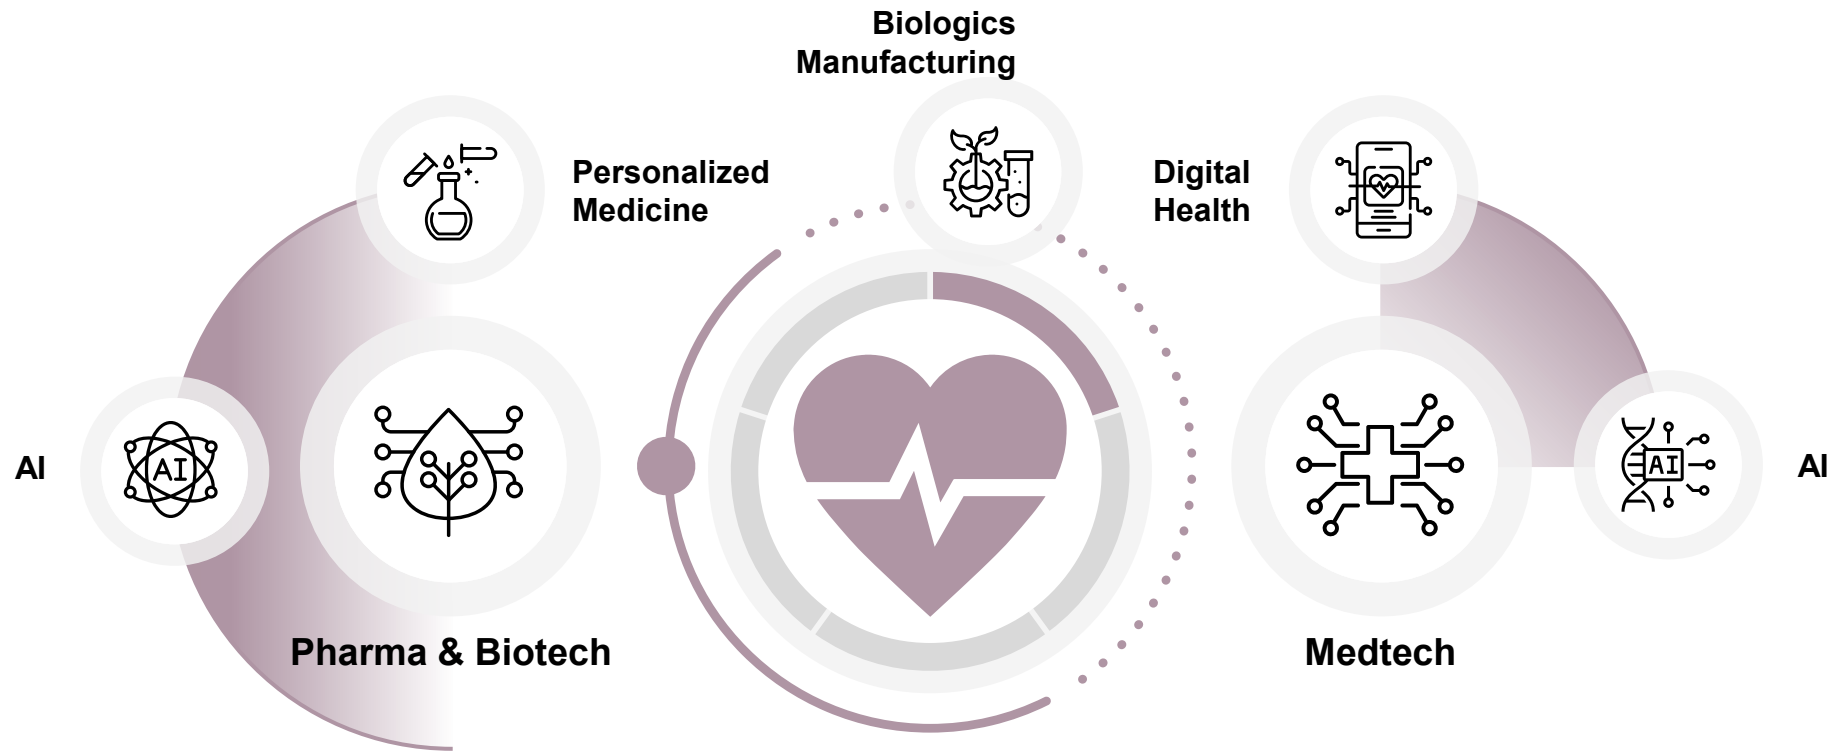 Biologics
Manufacturing
Personalized
Medicine
Digital
Health
AI
AI
AI
AI
Pharma & Biotech
Medtech